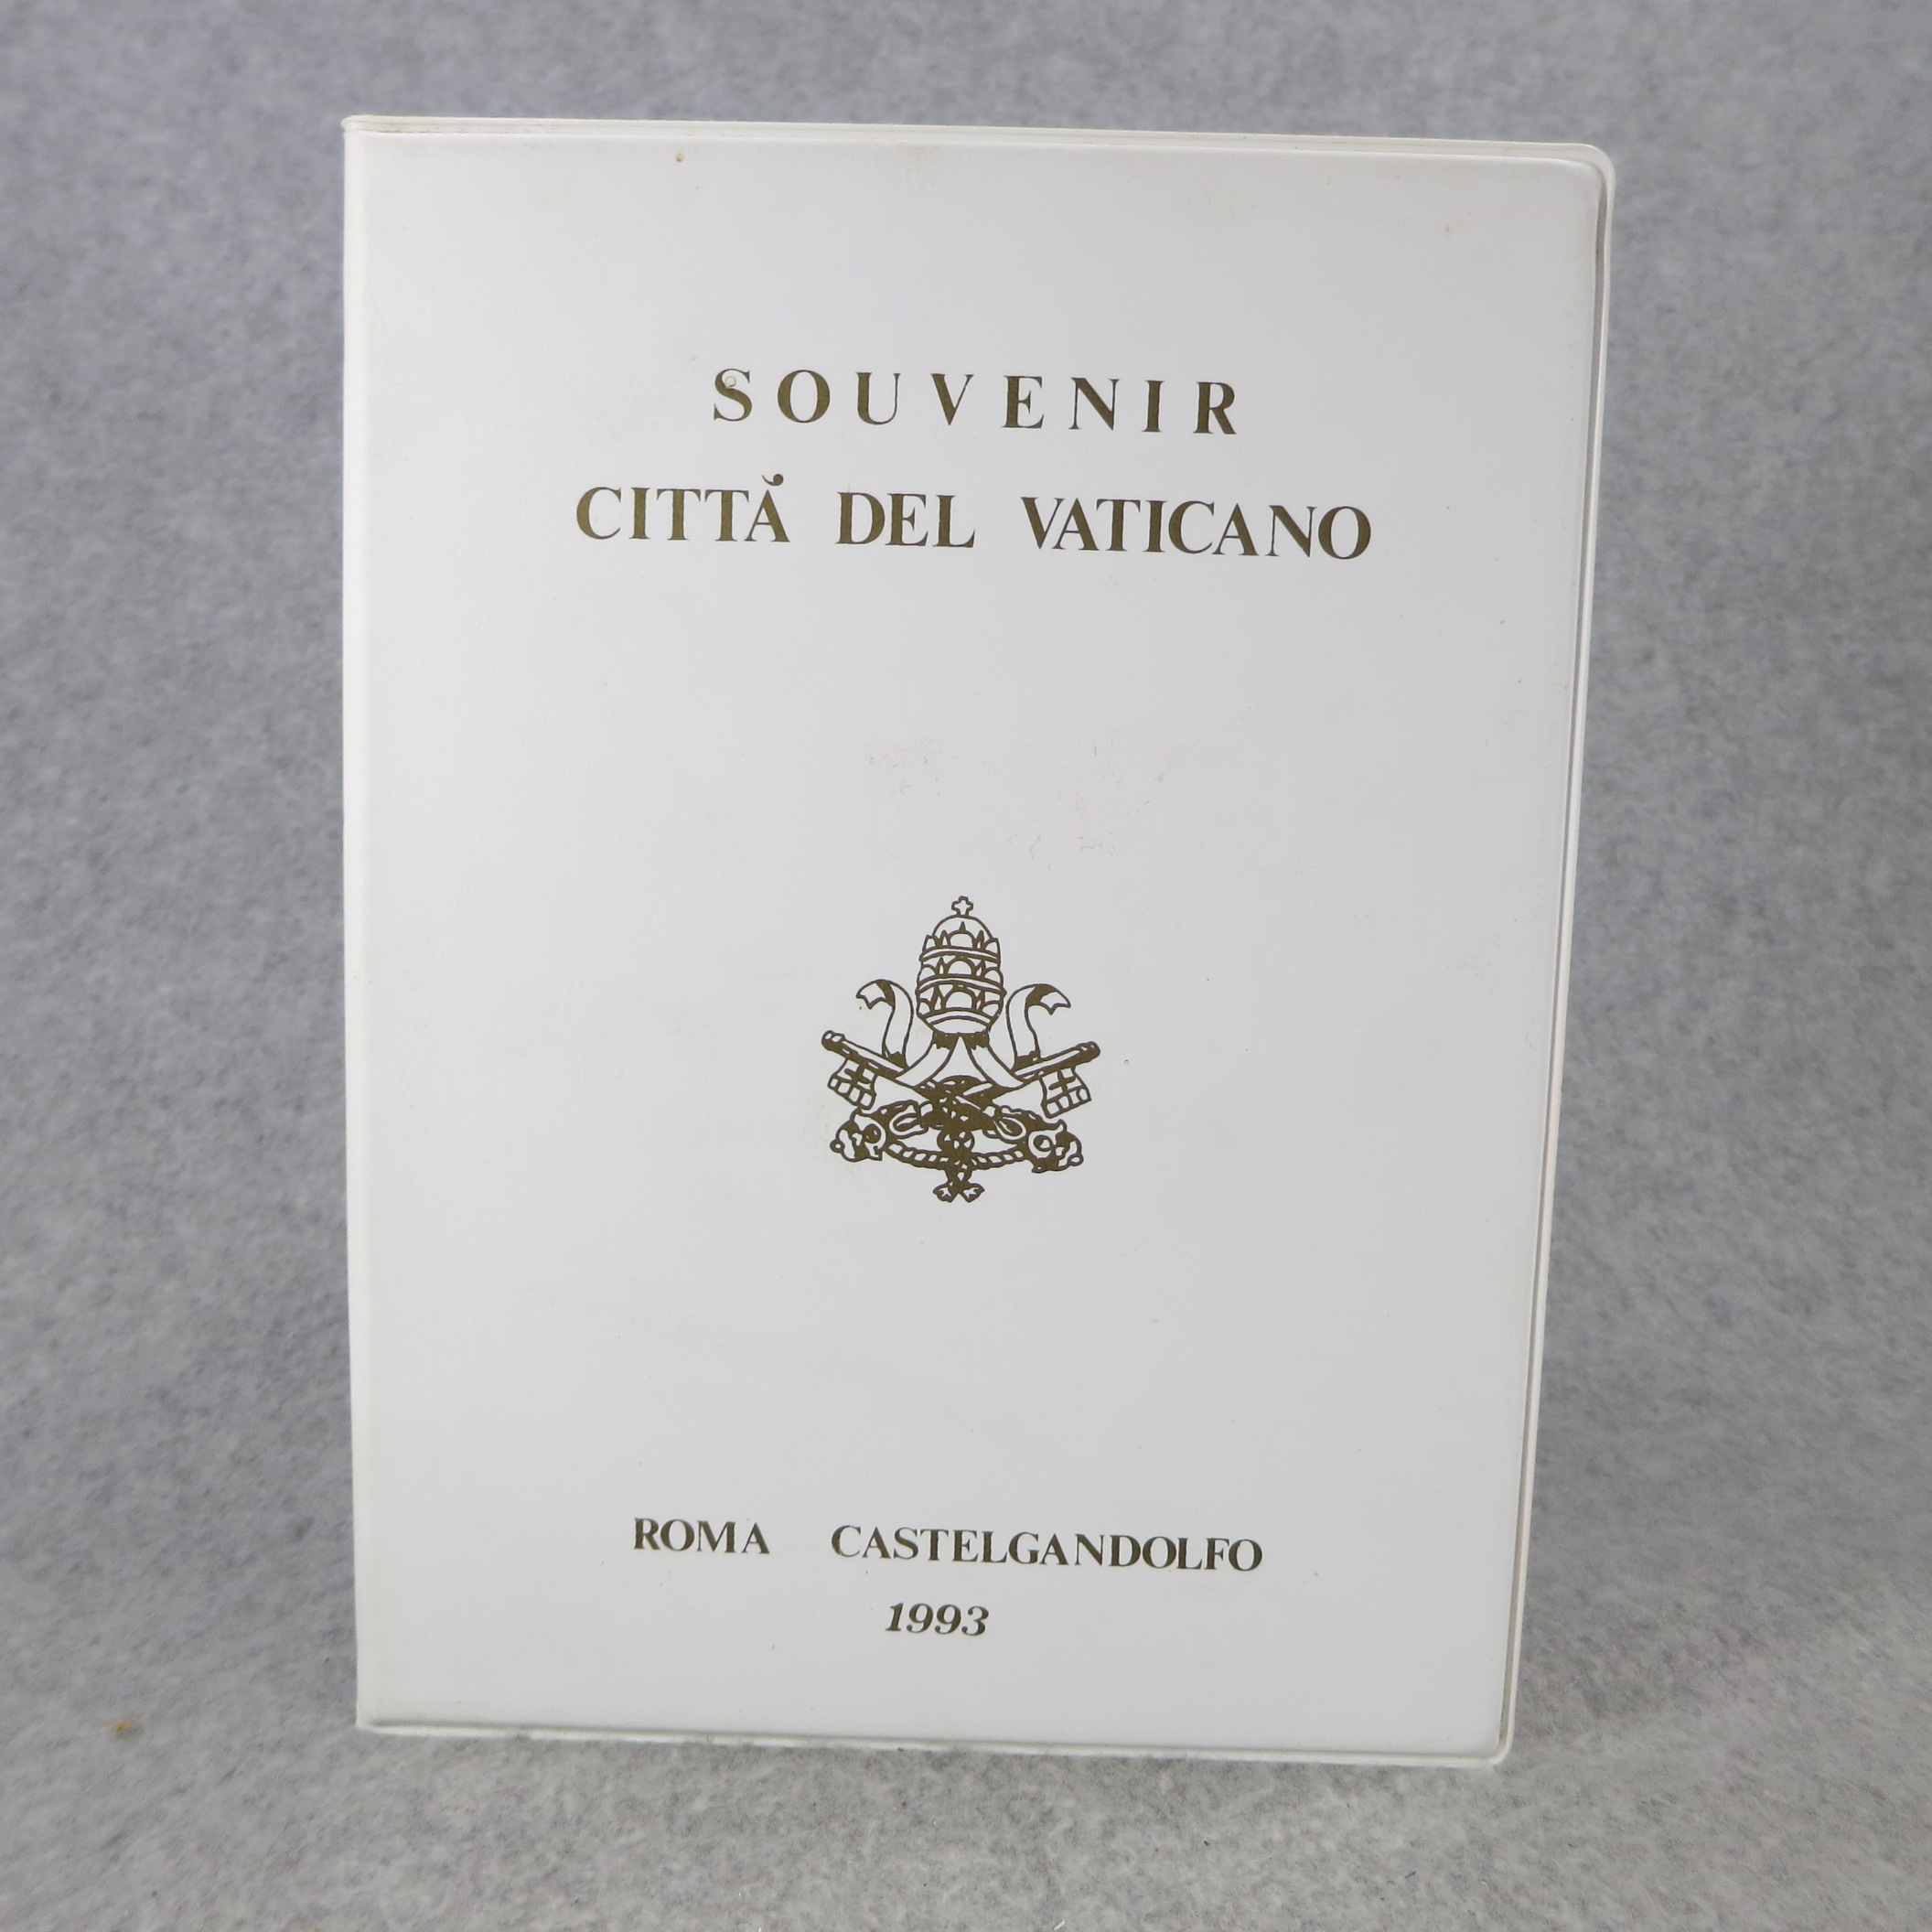 SOUVENIR
CITTÀ DEL VATICANO
ROMA CASTELGANDOLFO
1993